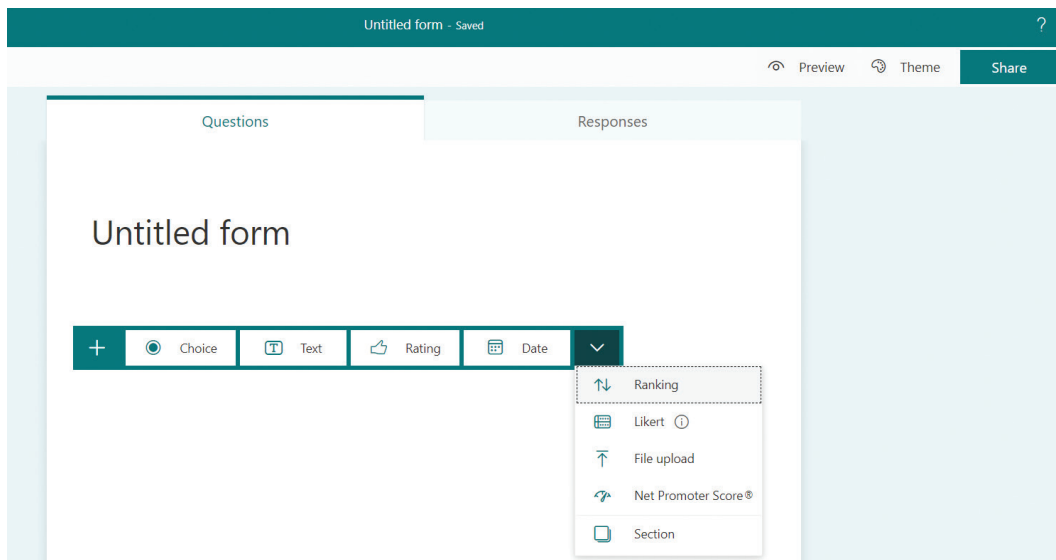 Untitled form - Saved
?
Preview Theme Share
Questions Responses
Untitled form
Choice Text Rating Date
Ranking
Likert
File upload
Net Promoter Score®
Section